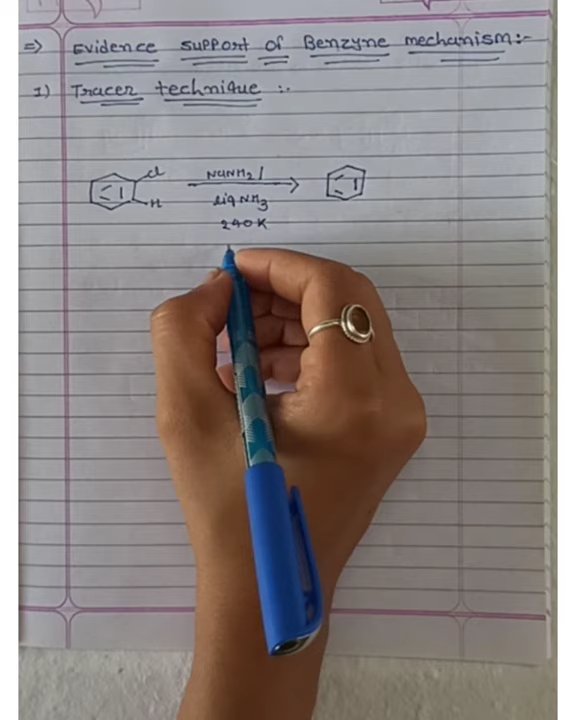 => Evidence support of Benzyne mechanism:-
1) Tracer technique :-
Cl
H
NaNH2 /
liq NH3
240 K